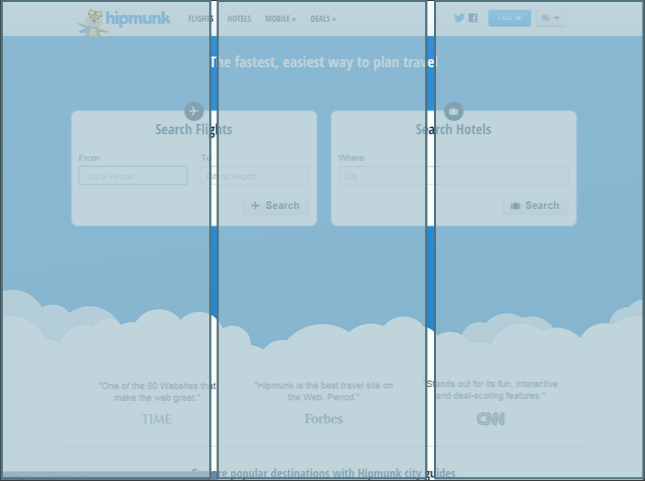 hipmunk FLIGHTS HOTELS MOBILE » DEALS » LOG IN
The fastest, easiest way to plan travel
Search Flights Search Hotels
From To Where
City or Airport City or Airport City
Search Search
"One of the 50 Websites that
make the web great."
TIME
"Hipmunk is the best travel site on
the Web. Period."
Forbes
"Stands out for its fun, interactive
and deal-scoring features."
CNN
popular destinations with Hipmunk city guides